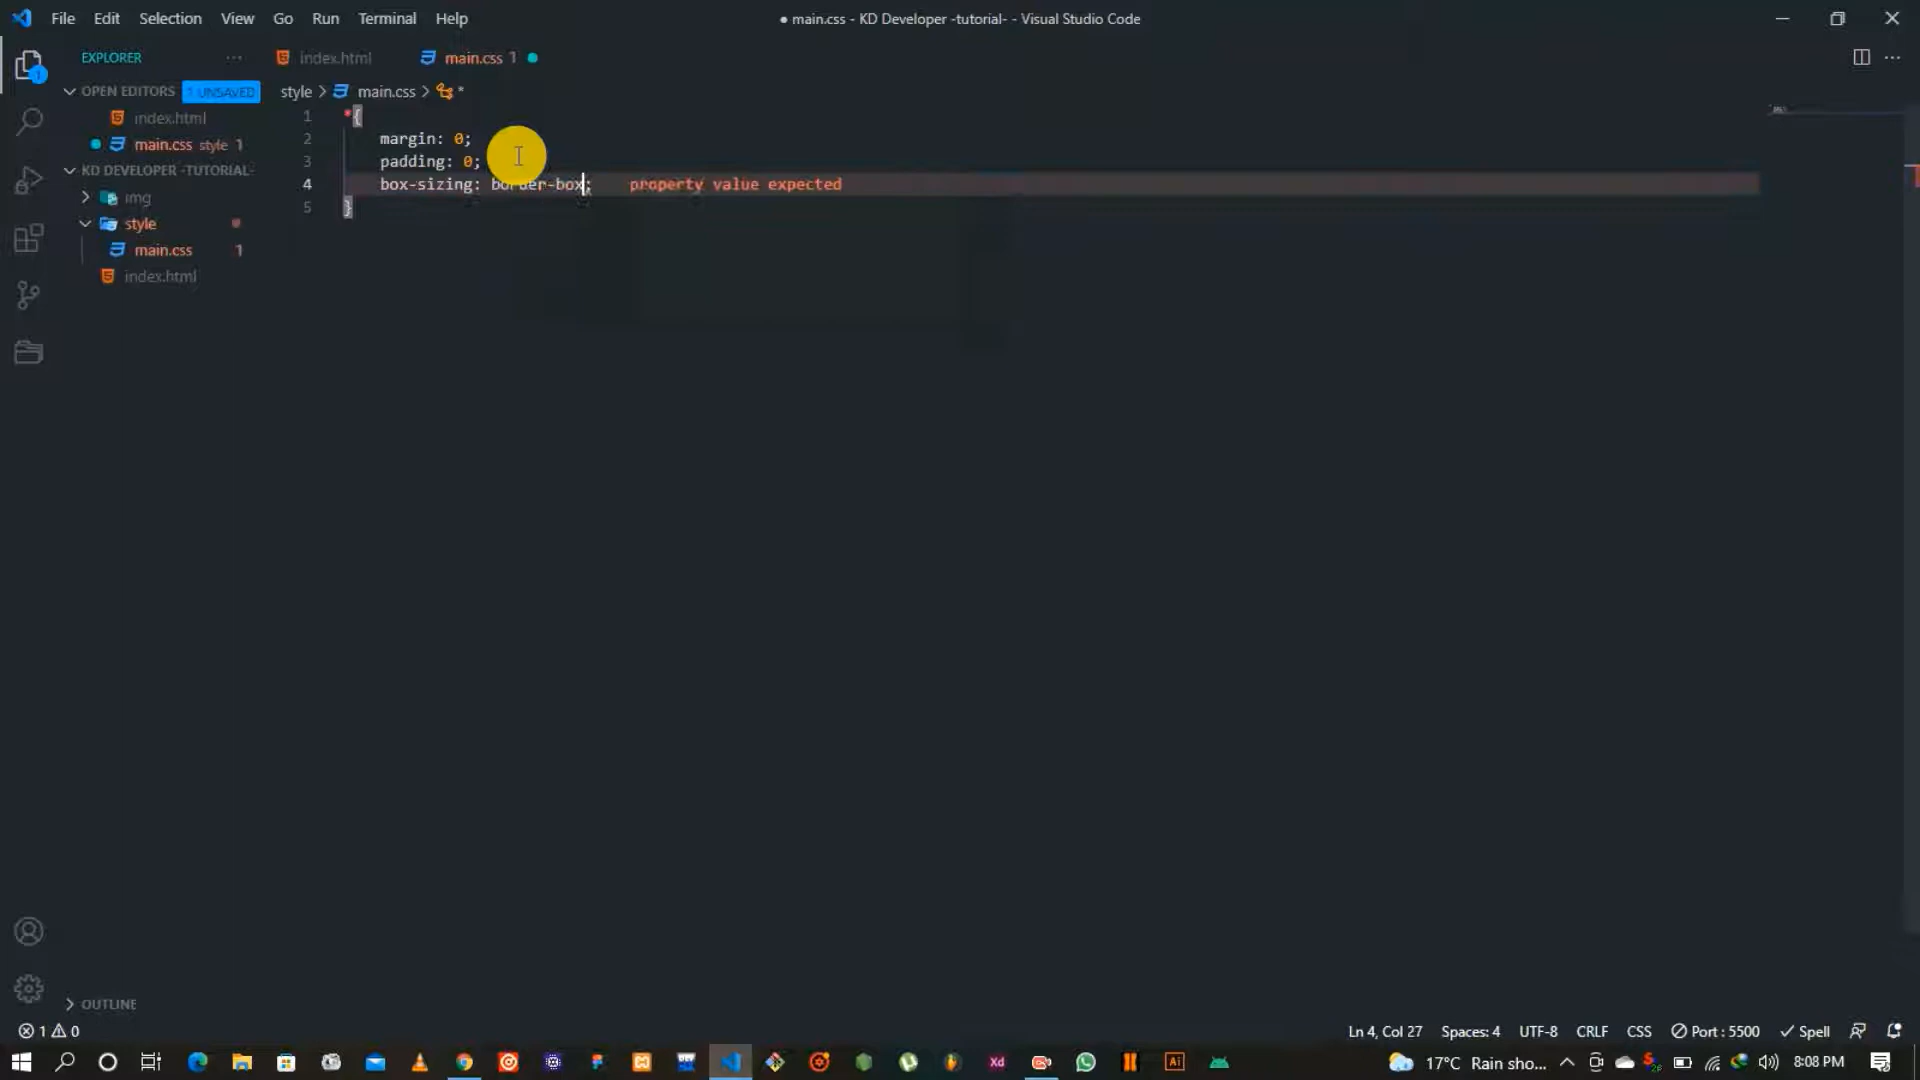 File Edit Selection View Go Run Terminal Help
● main.css - KD Developer -tutorial- - Visual Studio Code
EXPLORER
index.html
main.css 1
OPEN EDITORS 1 UNSAVED
style > main.css > *
index.html
main.css style 1
KD DEVELOPER -TUTORIAL-
img
style
main.css 1
index.html
1 *{
2 margin: 0;
3 padding: 0;
4 box-sizing: border-box; property value expected
5 }
OUTLINE
1 0
Ln 4, Col 27 Spaces: 4 UTF-8 CRLF CSS Port : 5500 Spell
Xd Ai
17°C Rain sho... 8:08 PM